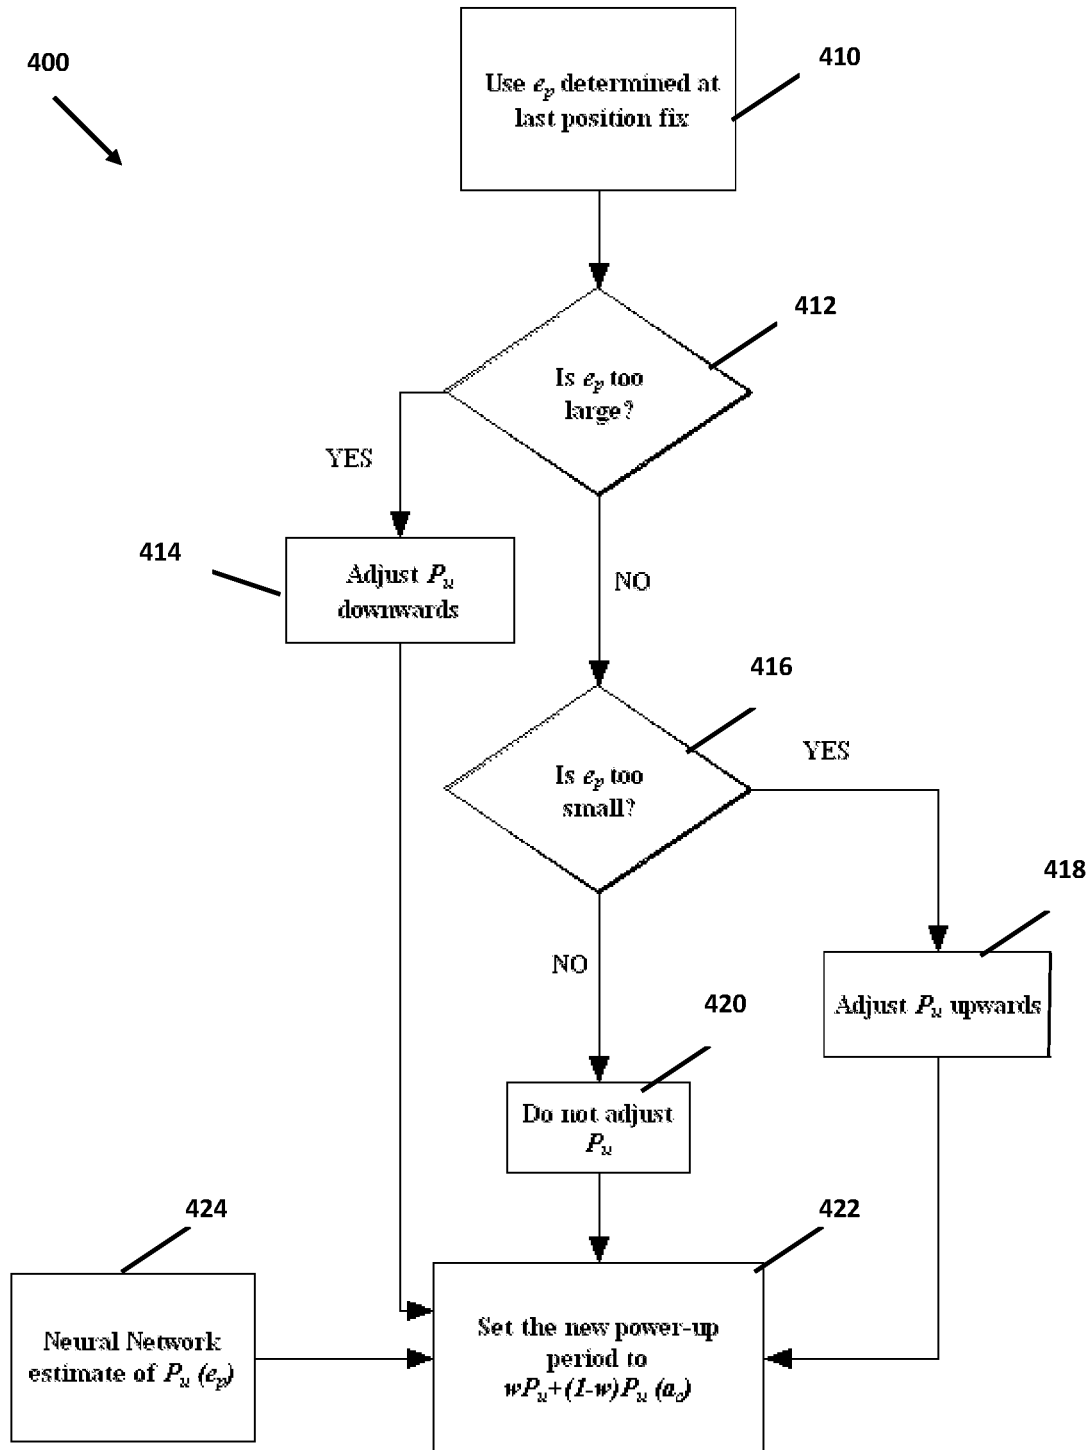 400
410
Use e_p determined at
last position fix
412
Is e_p too
large?
YES
414
Adjust P_u
downwards
NO
416
Is e_p too
small?
YES
418
Adjust P_u upwards
NO
420
Do not adjust
P_u
422
Set the new power-up
period to
wP_u+(1-w)P_u (a_c)
424
Neural Network
estimate of P_u (e_p)